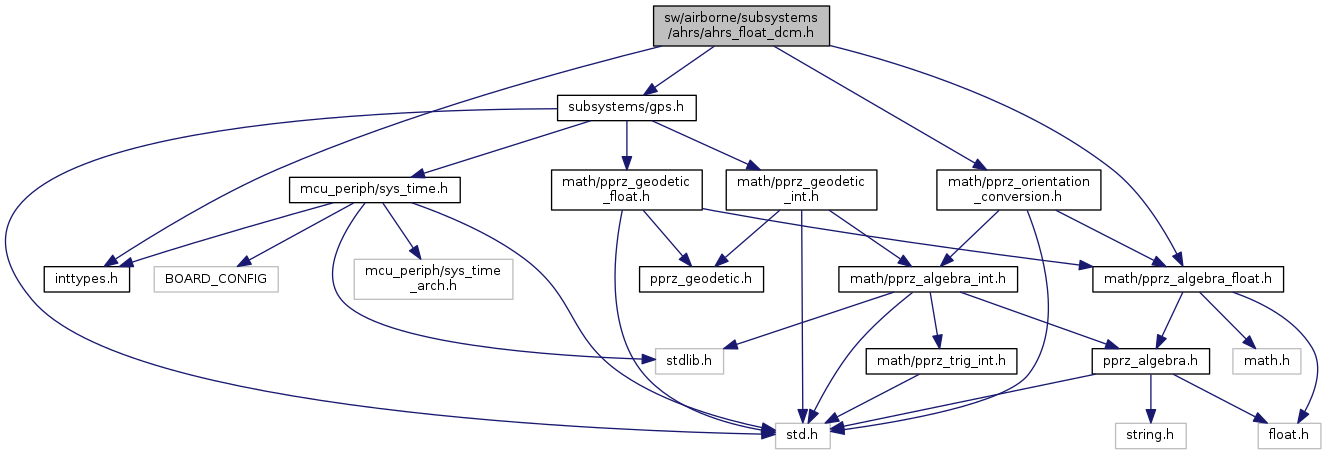 sw/airborne/subsystems
/ahrs/ahrs_float_dcm.h
subsystems/gps.h
mcu_periph/sys_time.h
math/pprz_geodetic
_float.h
math/pprz_geodetic
_int.h
math/pprz_orientation
_conversion.h
inttypes.h
BOARD_CONFIG
mcu_periph/sys_time
_arch.h
pprz_geodetic.h
math/pprz_algebra_int.h
math/pprz_algebra_float.h
stdlib.h
math/pprz_trig_int.h
pprz_algebra.h
math.h
std.h
string.h
float.h